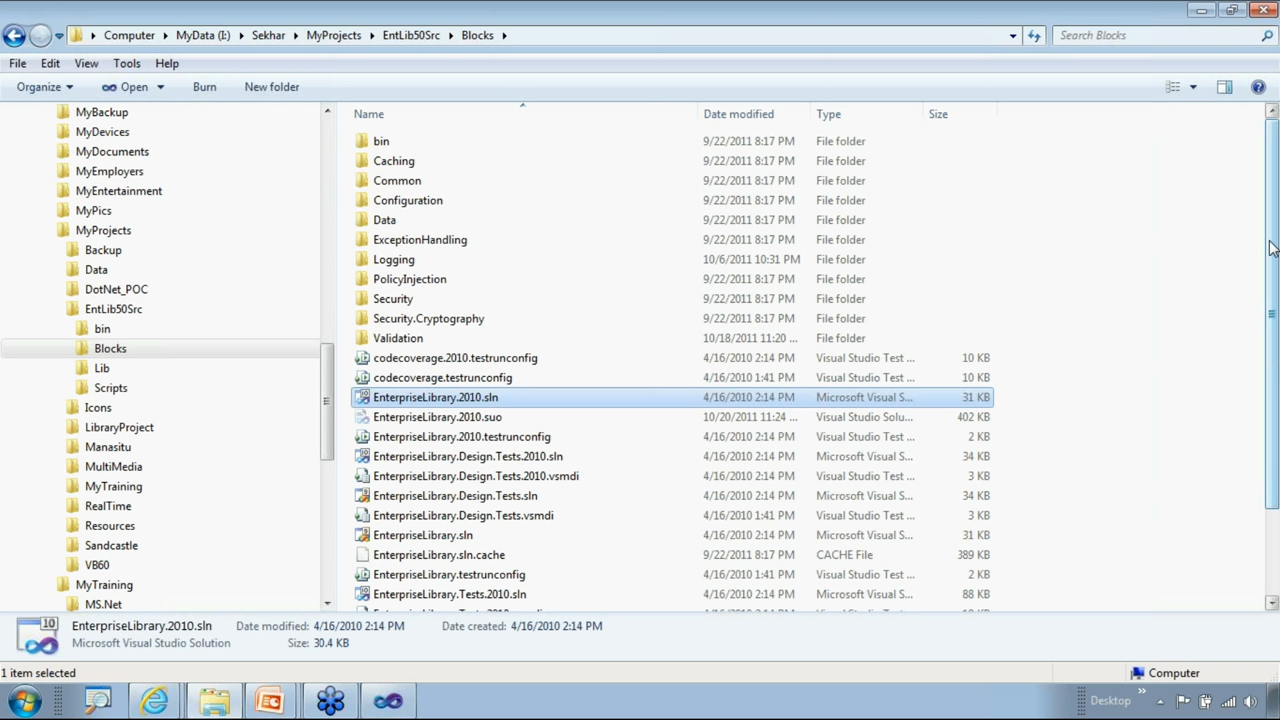 Computer MyData (I:) Sekhar MyProjects EntLib50Src Blocks
Search Blocks
File Edit View Tools Help
Organize Open Burn New folder
MyBackup
MyDevices
MyDocuments
MyEmployers
MyEntertainment
MyPics
MyProjects
Backup
Data
DotNet_POC
EntLib50Src
bin
Blocks
Lib
Scripts
Icons
LibraryProject
Manasitu
MultiMedia
MyTraining
RealTime
Resources
Sandcastle
VB60
MyTraining
MS.Net
Name Date modified Type Size
bin 9/22/2011 8:17 PM File folder
Caching 9/22/2011 8:17 PM File folder
Common 9/22/2011 8:17 PM File folder
Configuration 9/22/2011 8:17 PM File folder
Data 9/22/2011 8:17 PM File folder
ExceptionHandling 9/22/2011 8:17 PM File folder
Logging 10/6/2011 10:31 PM File folder
PolicyInjection 9/22/2011 8:17 PM File folder
Security 9/22/2011 8:17 PM File folder
Security.Cryptography 9/22/2011 8:17 PM File folder
Validation 10/18/2011 11:20 ... File folder
codecoverage.2010.testrunconfig 4/16/2010 2:14 PM Visual Studio Test ... 10 KB
codecoverage.testrunconfig 4/16/2010 1:41 PM Visual Studio Test ... 10 KB
EnterpriseLibrary.2010.sln 4/16/2010 2:14 PM Microsoft Visual S... 31 KB
EnterpriseLibrary.2010.suo 10/20/2011 11:24 ... Visual Studio Solu... 402 KB
EnterpriseLibrary.2010.testrunconfig 4/16/2010 2:14 PM Visual Studio Test ... 2 KB
EnterpriseLibrary.Design.Tests.2010.sln 4/16/2010 2:14 PM Microsoft Visual S... 34 KB
EnterpriseLibrary.Design.Tests.2010.vsmdi 4/16/2010 2:14 PM Visual Studio Test ... 3 KB
EnterpriseLibrary.Design.Tests.sln 4/16/2010 2:14 PM Microsoft Visual S... 34 KB
EnterpriseLibrary.Design.Tests.vsmdi 4/16/2010 1:41 PM Visual Studio Test ... 3 KB
EnterpriseLibrary.sln 4/16/2010 2:14 PM Microsoft Visual S... 31 KB
EnterpriseLibrary.sln.cache 9/22/2011 8:17 PM CACHE File 389 KB
EnterpriseLibrary.testrunconfig 4/16/2010 1:41 PM Visual Studio Test ... 2 KB
EnterpriseLibrary.Tests.2010.sln 4/16/2010 2:14 PM Microsoft Visual S... 88 KB
EnterpriseLibrary.2010.sln Date modified: 4/16/2010 2:14 PM Date created: 4/16/2010 2:14 PM
Microsoft Visual Studio Solution Size: 30.4 KB
1 item selected
Computer
Desktop